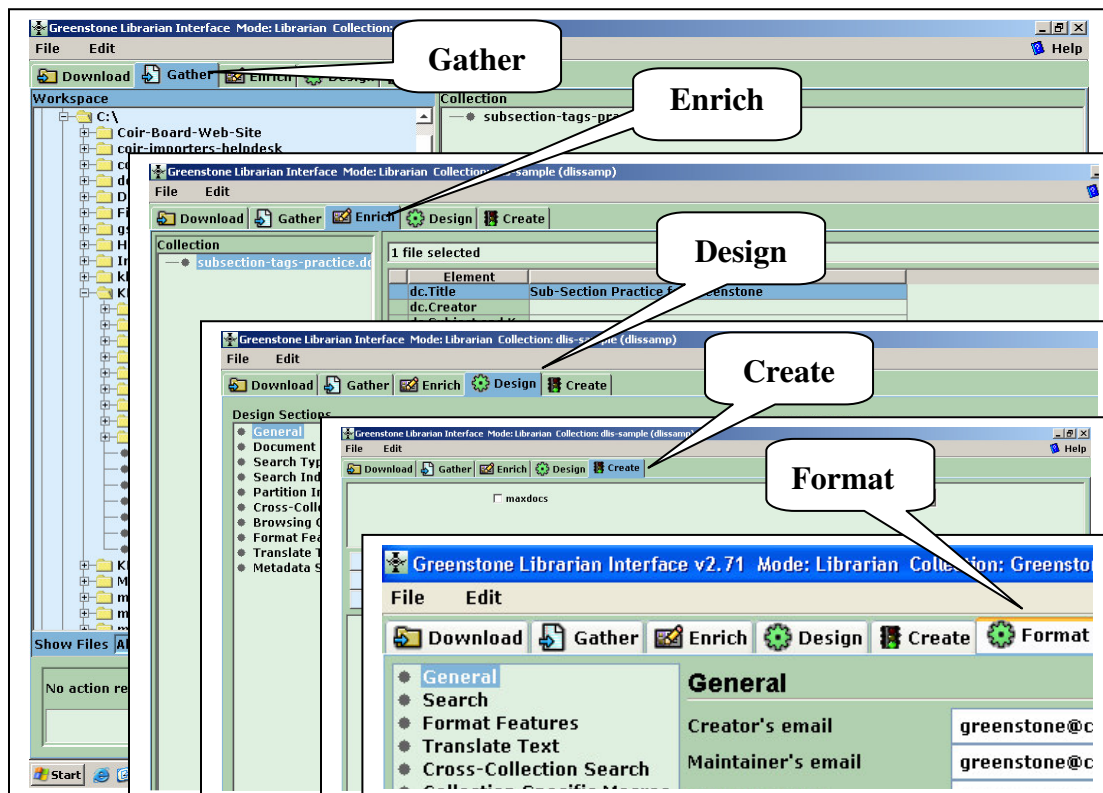 Greenstone Librarian Interface Mode: Librarian Collection:
File Edit
Help
Download Gather Enrich Design
Gather
Workspace
Collection
C:\
Coir-Board-Web-Site
coir-importers-helpdesk
subsection-tags-pra
Show Files
No action re
Start
Enrich
Greenstone Librarian Interface Mode: Librarian Collection: dlis-sample (dlissamp)
File Edit
Download Gather Enrich Design Create
Collection
subsection-tags-practice.do
1 file selected
Element
dc.Title Sub-Section Practice Greenstone
dc.Creator
Design
Greenstone Librarian Interface Mode: Librarian Collection: dlis-sample (dlissamp)
File Edit
Download Gather Enrich Design Create
Design Sections
General
Document
Search Typ
Search Ind
Partition In
Cross-Colle
Browsing C
Format Fea
Translate T
Metadata S
Create
Greenstone Librarian Interface Mode: Librarian Collection: dlis-sample (dlissamp)
File Edit
Help
Download Gather Enrich Design Create
maxdocs
Format
Greenstone Librarian Interface v2.71 Mode: Librarian Collection: Greensto
File Edit
Download Gather Enrich Design Create Format
General
Search
Format Features
Translate Text
Cross-Collection Search
Collection Specific Macros
General
Creator's email greenstone@c
Maintainer's email greenstone@c